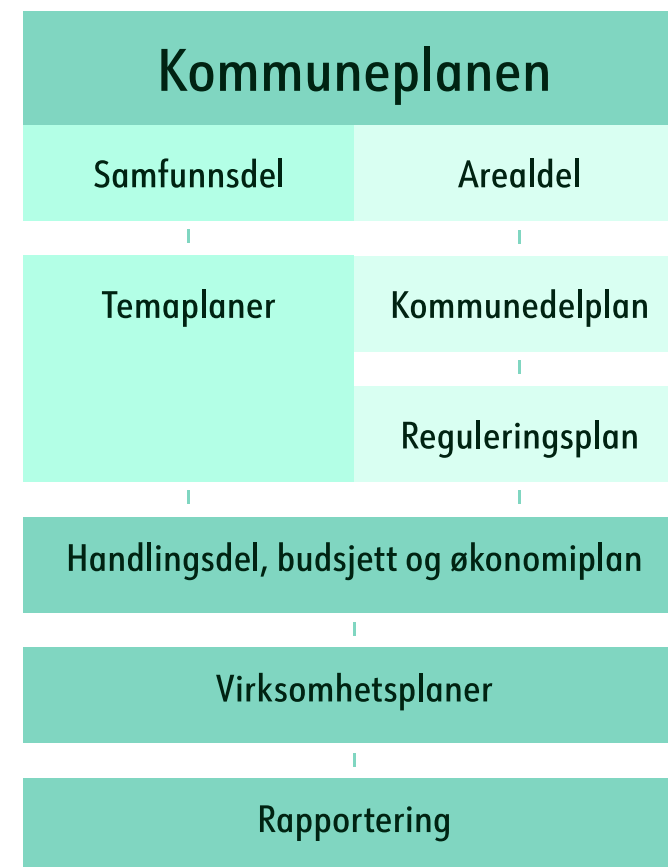 Kommuneplanen
Samfunnsdel
Arealdel
Temaplaner
Kommunedelplan
Reguleringsplan
Handlingsdel, budsjett og økonomiplan
Virksomhetsplaner
Rapportering